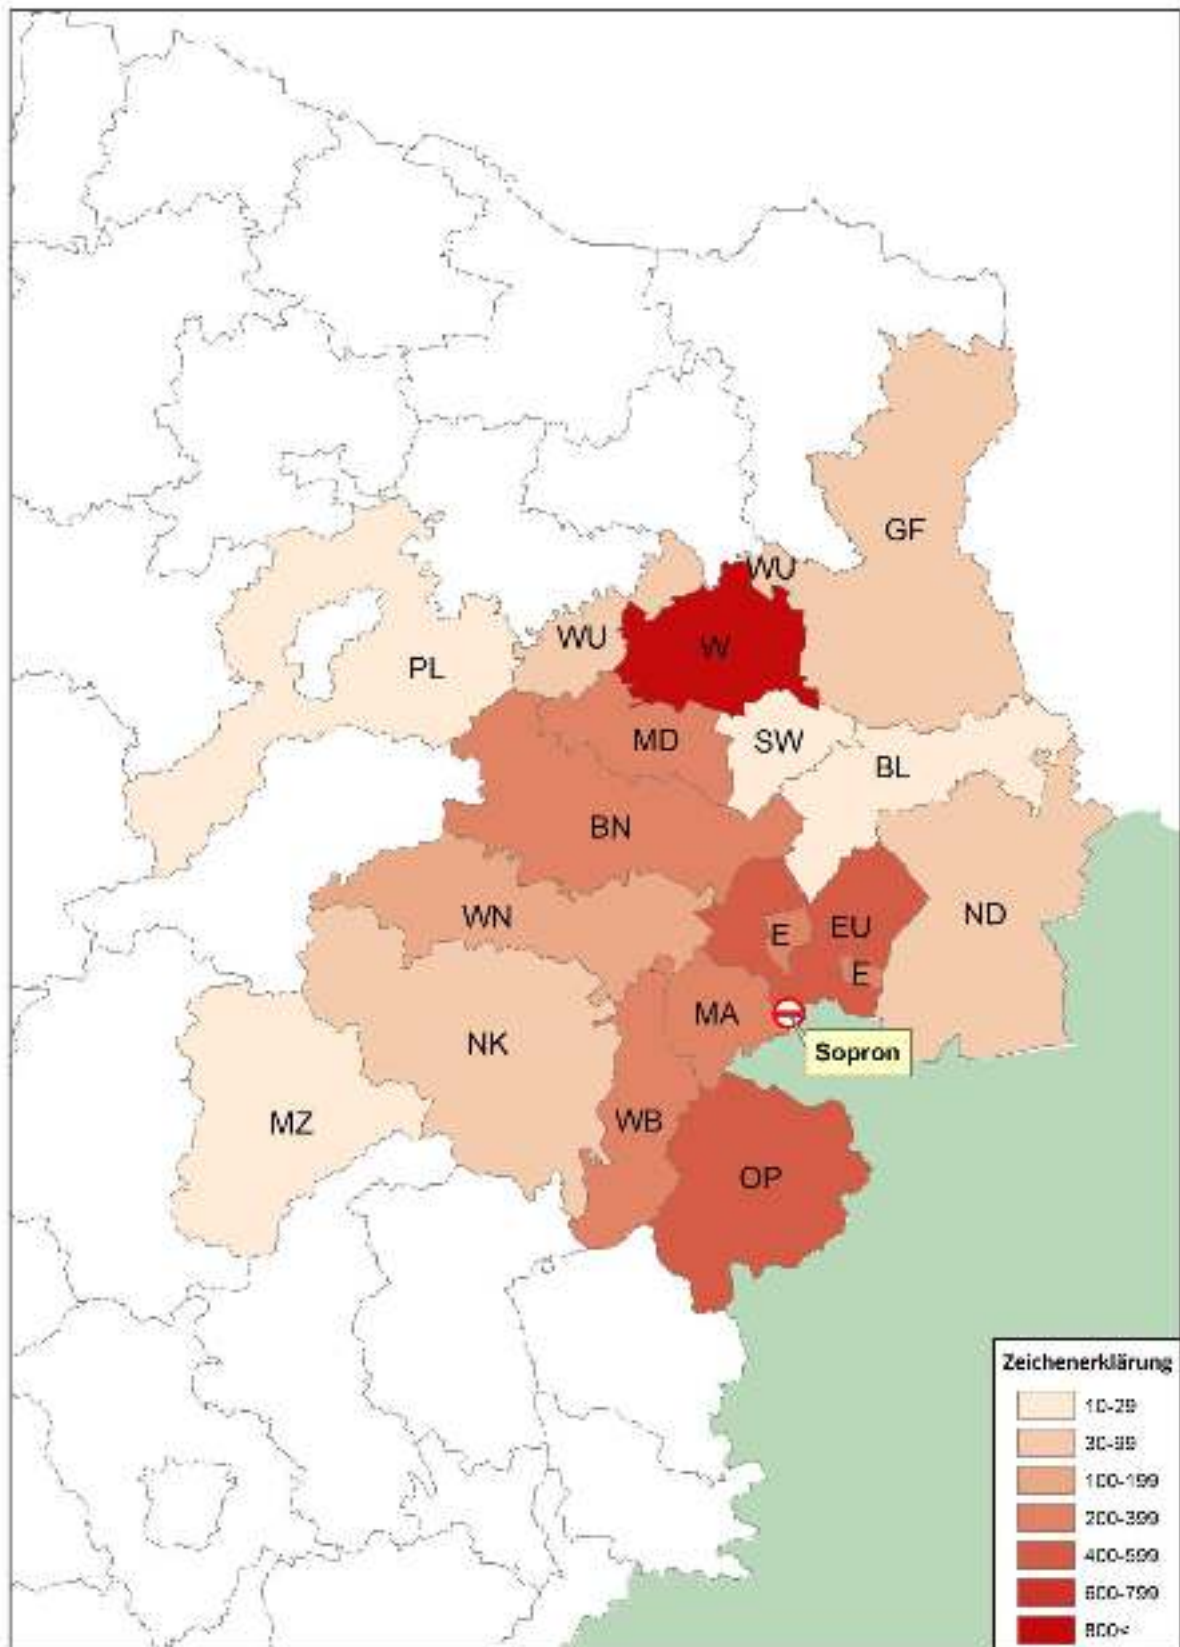 GF
WU
WU
W
PL
MD
SW
BL
BN
WN
E
EU
ND
E
MA
NK
Sopron
MZ
WB
OP
Zeichenerklärung
10-29
30-99
100-199
200-399
400-599
600-799
800<